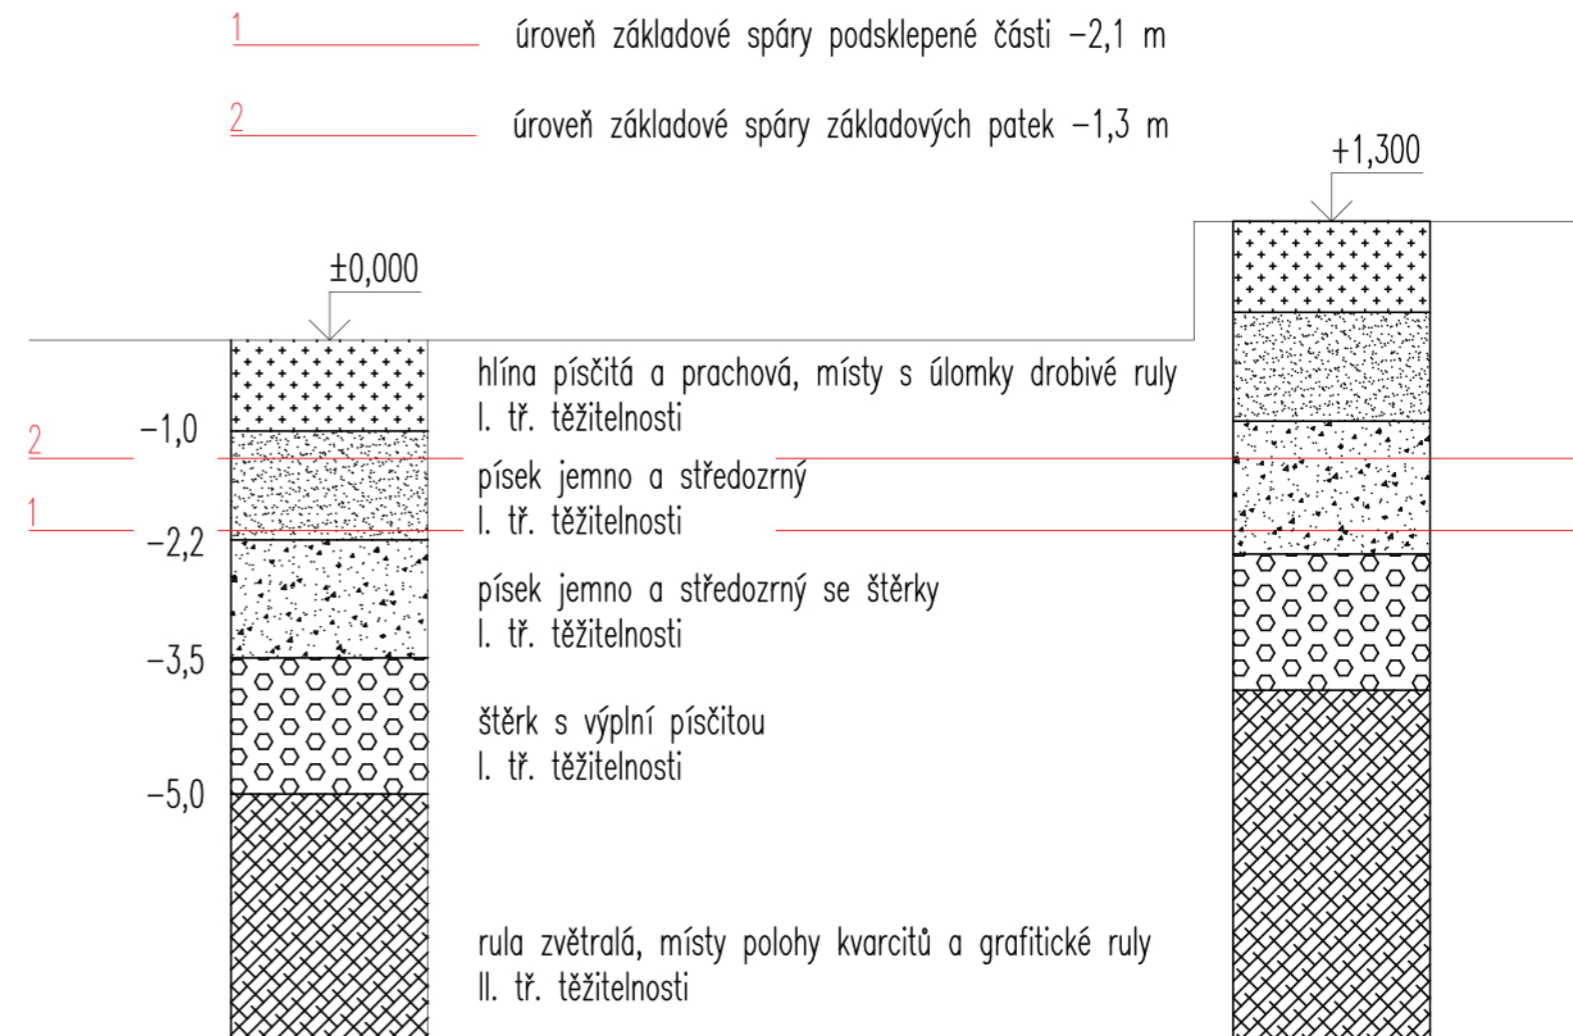 1 úroveň základové spáry podsklepené části -2,1 m
2 úroveň základové spáry základových patek -1,3 m
+1,300
±0,000
hlína písčitá a prachová, místy s úlomky drobivé ruly
I. tř. těžitelnosti
-1,0
2
písek jemno a středozrný
I. tř. těžitelnosti
1
-2,2
písek jemno a středozrný se štěrky
I. tř. těžitelnosti
-3,5
štěrk s výplní písčitou
I. tř. těžitelnosti
-5,0
rula zvětralá, místy polohy kvarcitů a grafitické ruly
II. tř. těžitelnosti